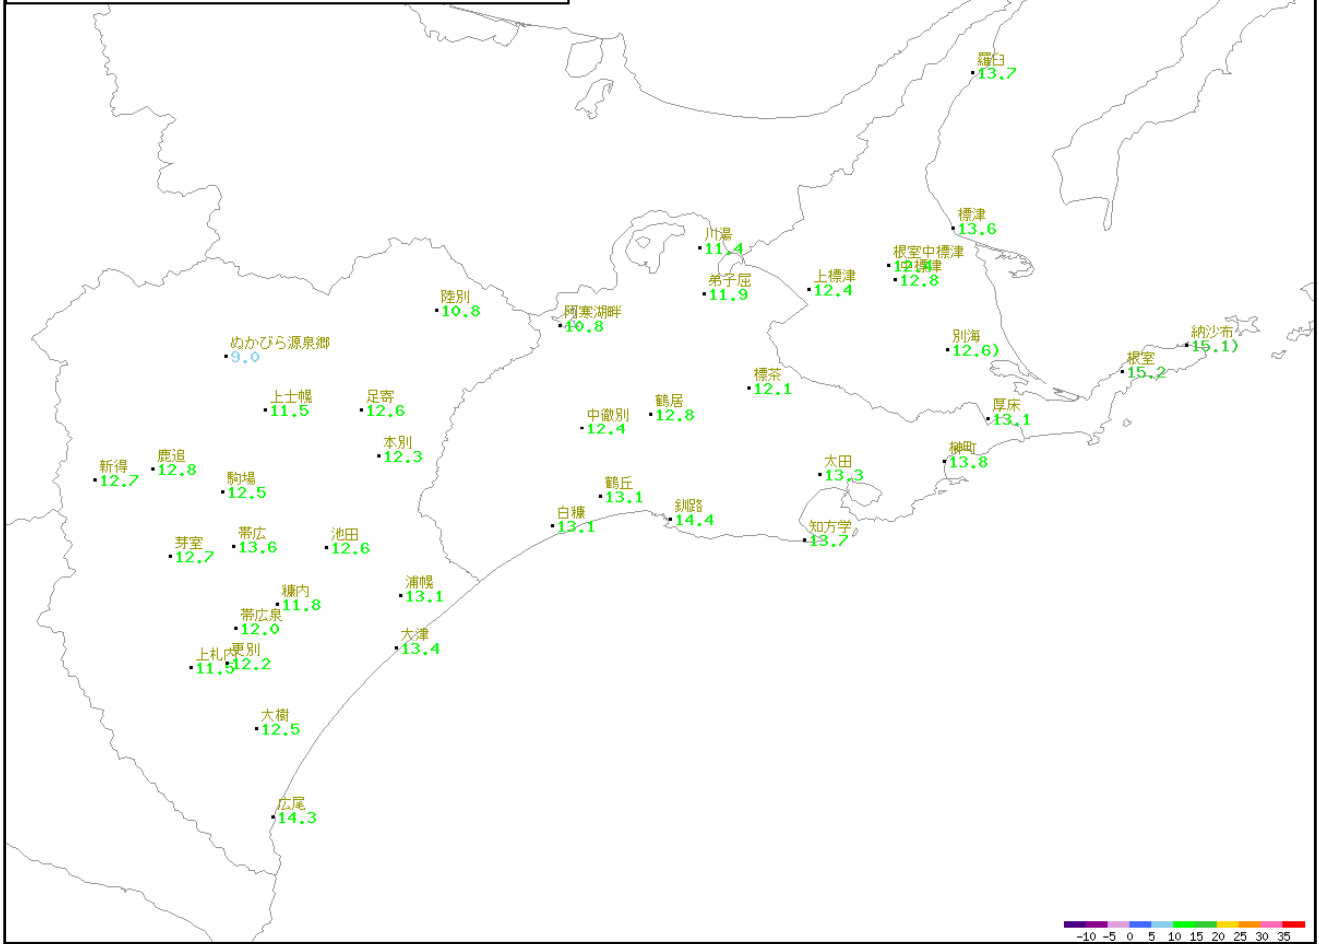 羅臼
13.7
標津
13.6
川湯
11.4
根室中標津
中標津
12.8
弟子屈
11.9
上標津
12.4
陸別
10.8
阿寒湖畔
10.8
ぬかびら源泉郷
9.0
別海
12.6)
納沙布
15.1)
根室
15.2
標茶
12.1
上士幌
11.5
足寄
12.6
鶴居
12.8
中徹別
12.4
厚床
13.1
本別
12.3
榊町
13.8
鹿追
12.8
新得
12.7
太田
13.3
駒場
12.5
鶴丘
13.1
白糠
13.1
釧路
14.4
知方学
13.7
帯広
13.6
池田
12.6
芽室
12.7
浦幌
13.1
糠内
11.8
帯広泉
12.0
大津
13.4
更別
12.2
上札内
11.5
大樹
12.5
広尾
14.3
-10 -5 0 5 10 15 20 25 30 35